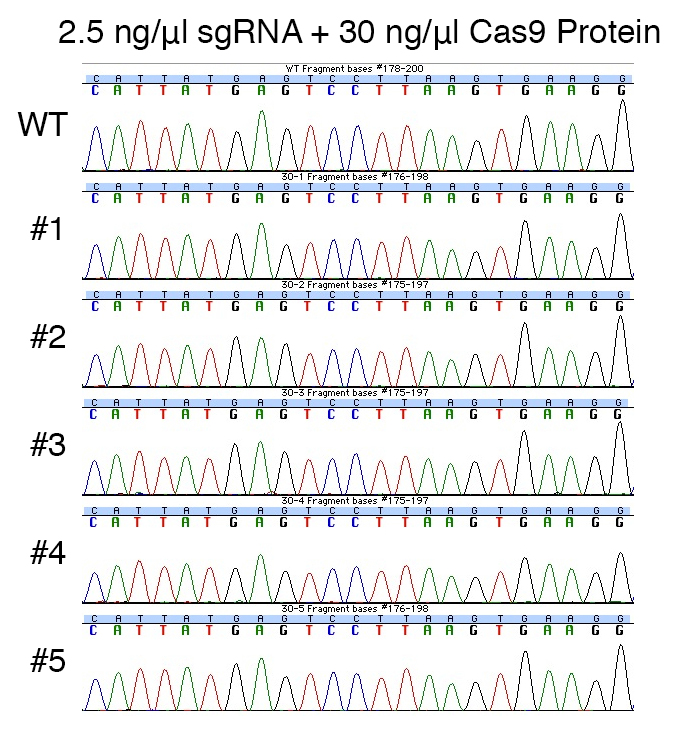 2.5 ng/µl sgRNA + 30 ng/µl Cas9 Protein
WT Fragment bases #178-200
C A T T A T G A G T C C T T A A G T G A A G G
WT
C A T T A T G A G T C C T T A A G T G A A G G
30-1 Fragment bases #176-198
C A T T A T G A G T C C T T A A G T G A A G G
#1
C A T T A T G A G T C C T T A A G T G A A G G
30-2 Fragment bases #175-197
C A T T A T G A G T C C T T A A G T G A A G G
#2
C A T T A T G A G T C C T T A A G T G A A G G
30-3 Fragment bases #175-197
C A T T A T G A G T C C T T A A G T G A A G G
#3
C A T T A T G A G T C C T T A A G T G A A G G
30-4 Fragment bases #175-197
C A T T A T G A G T C C T T A A G T G A A G G
#4
C A T T A T G A G T C C T T A A G T G A A G G
30-5 Fragment bases #176-198
C A T T A T G A G T C C T T A A G T G A A G G
#5
C A T T A T G A G T C C T T A A G T G A A G G